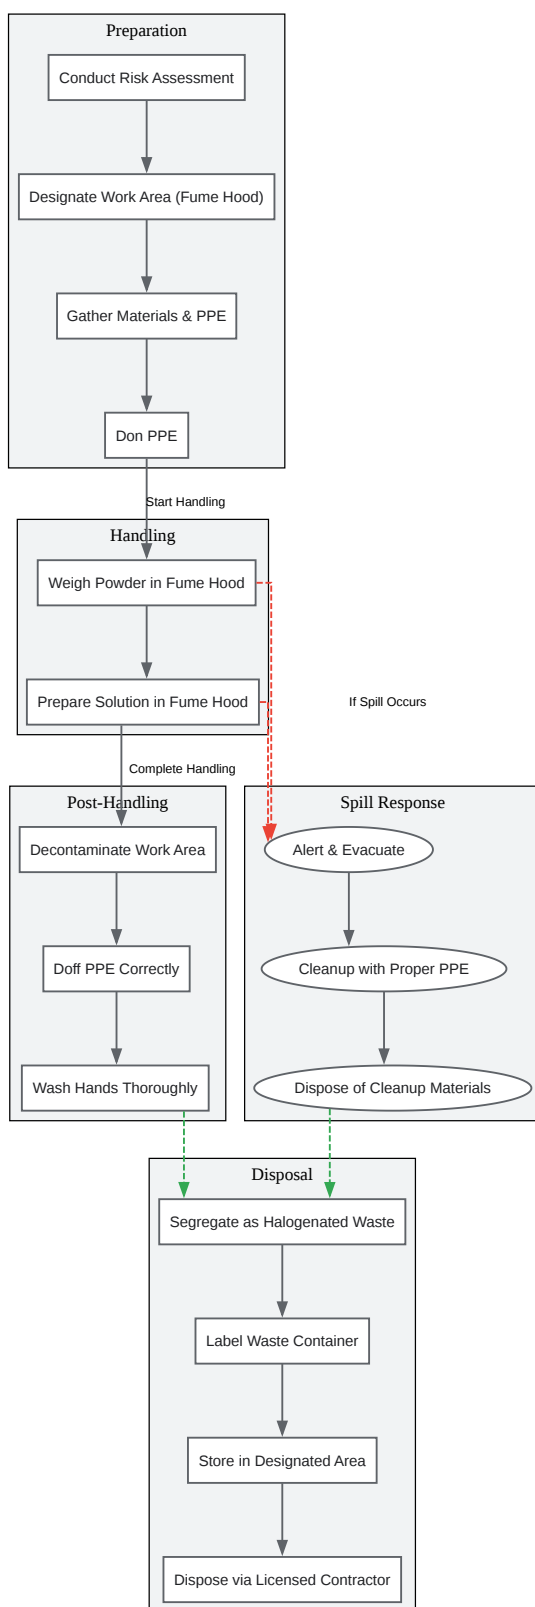 Preparation
Conduct Risk Assessment
Designate Work Area (Fume Hood)
Gather Materials & PPE
Don PPE
Start Handling
Handling
Weigh Powder in Fume Hood
Prepare Solution in Fume Hood
If Spill Occurs
Complete Handling
Post-Handling
Decontaminate Work Area
Doff PPE Correctly
Wash Hands Thoroughly
Spill Response
Alert & Evacuate
Cleanup with Proper PPE
Dispose of Cleanup Materials
Disposal
Segregate as Halogenated Waste
Label Waste Container
Store in Designated Area
Dispose via Licensed Contractor